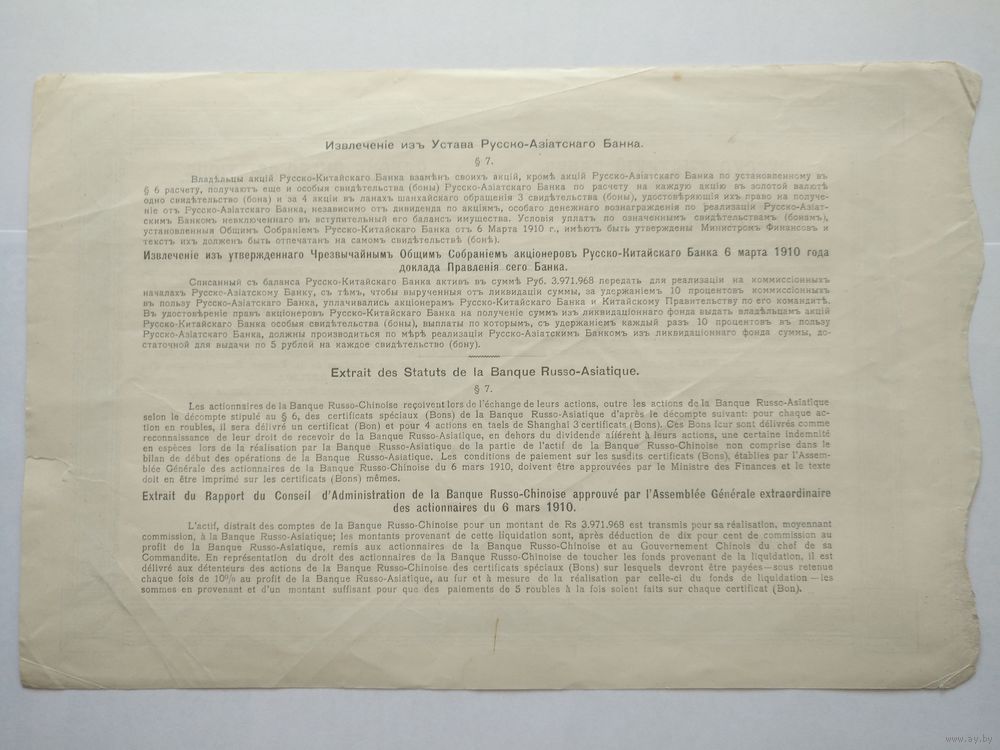 Извлеченіе изъ Устава Русско-Азіатскаго Банка.
§ 7.
Владѣльцы акцій Русско-Китайскаго Банка взамѣнъ своихъ акцій, кромѣ акцій Русско-Азіатскаго Банка по установленному въ
§ 6 расчету, получаютъ еще и особыя свидѣтельства (боны) Русско-Азіатскаго Банка по расчету на каждую акцію въ золотой валютѣ
одно свидѣтельство (бонъ) и за 4 акціи въ ланахъ шанхайскаго обращенія 3 свидѣтельства (боны), удостовѣряющія ихъ право на полученіе
ніе отъ Русско-Азіатскаго Банка, независимо отъ дивиденда по акціямъ, особаго денежнаго вознагражденія по реализаціи Русско-Азіат-
скимъ Банкомъ невключеннаго въ вступительный его балансъ имущества. Условія уплатъ по означеннымъ свидѣтельствамъ (бонамъ),
установленныя Общимъ Собраніемъ Русско-Китайскаго Банка отъ 6 Марта 1910 г., имѣютъ быть утверждены Министромъ Финансовъ и
текстъ ихъ долженъ быть отпечатанъ на самомъ свидѣтельствѣ (бонѣ).
Извлеченіе изъ утвержденнаго Чрезвычайнымъ Общимъ Собраніемъ акціонеровъ Русско-Китайскаго Банка 6 марта 1910 года
доклада Правленія сего Банка.
Списанный съ баланса Русско-Китайскаго Банка активъ въ суммѣ Руб. 3.971.968 передать для реализаціи на коммиссіонныхъ
началахъ Русско-Азіатскому Банку, съ тѣмъ, чтобы вырученныя отъ ликвидаціи суммы, за удержаніемъ 10 процентовъ коммиссіонныхъ
въ пользу Русско-Азіатскаго Банка, уплачивались акціонерамъ Русско-Китайскаго Банка и Китайскому Правительству по его командитѣ.
Въ удостовѣреніе правъ акціонеровъ Русско-Китайскаго Банка на полученіе суммъ изъ ликвидаціоннаго фонда выдать владѣльцамъ акцій
Русско-Китайскаго Банка особыя свидѣтельства (боны), выплаты по которымъ, съ удержаніемъ каждый разъ 10 процентовъ въ пользу
Русско-Азіатскаго Банка, должны производиться по мѣрѣ реализаціи Русско-Азіатскимъ Банкомъ изъ ликвидаціоннаго фонда суммы, до-
статочной для выдачи по 5 рублей на каждое свидѣтельство (бону).
Extrait des Statuts de la Banque Russo-Asiatique.
§ 7.
Les actionnaires de la Banque Russo-Chinoise reçoivent lors de l'échange de leurs actions, outre les actions de la Banque Russo-Asiatique
selon le décompte stipulé au § 6, des certificats spéciaux (Bons) de la Banque Russo-Asiatique d'après le décompte suivant: pour chaque ac-
tion en roubles, il sera délivré un certificat (Bon) et pour 4 actions en taels de Shanghaï 3 certificats (Bons). Ces Bons leur sont délivrés comme
reconnaissance de leur droit de recevoir de la Banque Russo-Asiatique, en dehors du dividende afférent à leurs actions, une certaine indemnité
en espèces lors de la réalisation par la Banque Russo-Asiatique de la partie de l'actif de la Banque Russo-Chinoise non comprise dans le
bilan de début des opérations de la Banque Russo-Asiatique. Les conditions de paiement sur les susdits certificats (Bons), établies par l'Assem-
blée Générale des actionnaires de la Banque Russo-Chinoise du 6 mars 1910, doivent être approuvées par le Ministre des Finances et le texte
doit en être imprimé sur les certificats (Bons) mêmes.
Extrait du Rapport du Conseil d'Administration de la Banque Russo-Chinoise approuvé par l'Assemblée Générale extraordinaire
des actionnaires du 6 mars 1910.
L'actif, distrait des comptes de la Banque Russo-Chinoise pour un montant de Rs 3.971.968 est transmis pour sa réalisation, moyennant
commission, à la Banque Russo-Asiatique; les montants provenant de cette liquidation sont, après déduction de dix pour cent de commission au
profit de la Banque Russo-Asiatique, remis aux actionnaires de la Banque Russo-Chinoise et au Gouvernement Chinois du chef de sa
Commandite. En représentation du droit des actionnaires de la Banque Russo-Chinoise de toucher les fonds provenant de la liquidation, il est
délivré aux détenteurs des actions de la Banque Russo-Chinoise des certificats spéciaux (Bons) sur lesquels devront être payées—sous retenue
chaque fois de 10% au profit de la Banque Russo-Asiatique, au fur et à mesure de la réalisation par celle-ci du fonds de liquidation—les
sommes en provenant et d'un montant suffisant pour que des paiements de 5 roubles à la fois soient faits sur chaque certificat (Bon).
www.ay.by